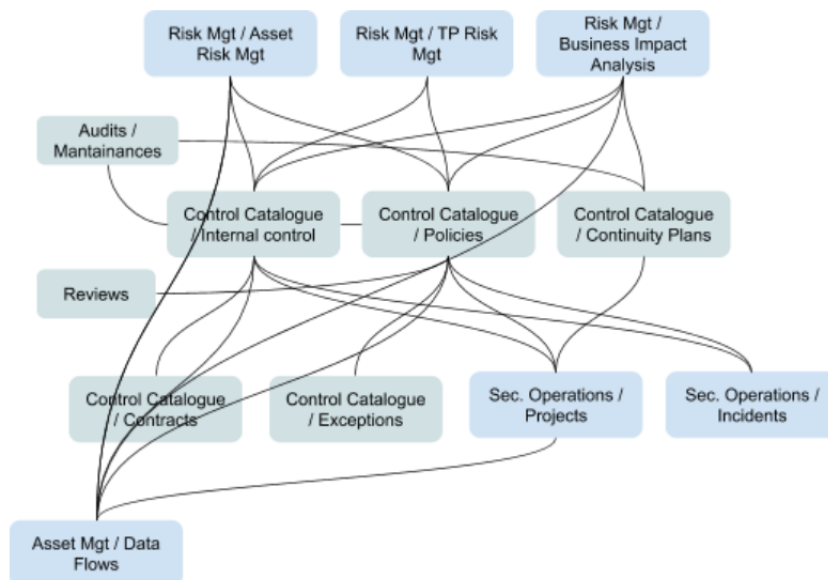 Risk Mgt / Asset
Risk Mgt
Risk Mgt / TP Risk
Mgt
Risk Mgt /
Business Impact
Analysis
Audits /
Mantainances
Control Catalogue
/ Internal control
Control Catalogue
/ Policies
Control Catalogue
/ Continuity Plans
Reviews
Control Catalogue
/ Contracts
Control Catalogue
/ Exceptions
Sec. Operations /
Projects
Sec. Operations /
Incidents
Asset Mgt / Data
Flows